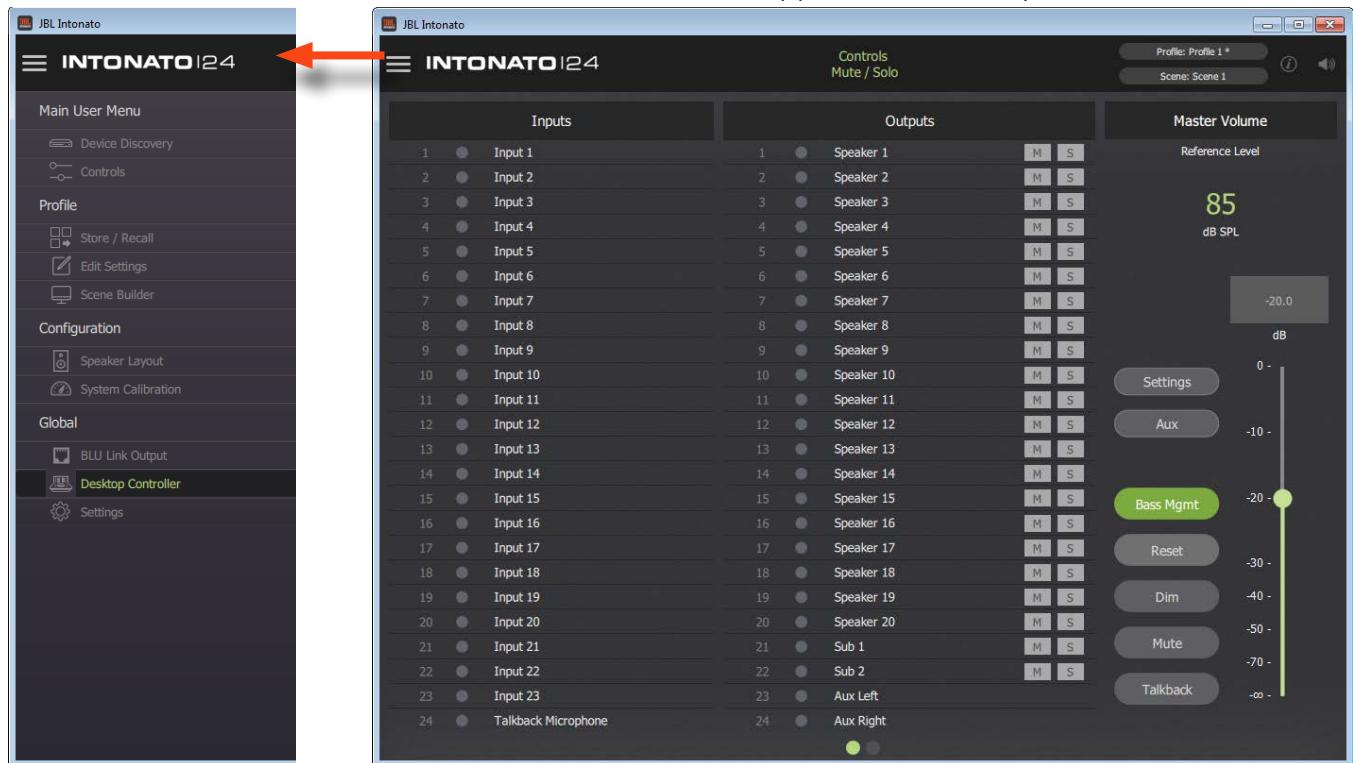 JBL Intonato
INTONATO|24
Main User Menu
Device Discovery
Controls
Profile
Store / Recall
Edit Settings
Scene Builder
Configuration
Speaker Layout
System Calibration
Global
BLU Link Output
Desktop Controller
Settings
JBL Intonato
INTONATO|24
Controls
Mute / Solo
Profile: Profile 1 *
Scene: Scene 1
Inputs
1 Input 1
2 Input 2
3 Input 3
4 Input 4
5 Input 5
6 Input 6
7 Input 7
8 Input 8
9 Input 9
10 Input 10
11 Input 11
12 Input 12
13 Input 13
14 Input 14
15 Input 15
16 Input 16
17 Input 17
18 Input 18
19 Input 19
20 Input 20
21 Input 21
22 Input 22
23 Input 23
24 Talkback Microphone
Outputs
1 Speaker 1 M S
2 Speaker 2 M S
3 Speaker 3 M S
4 Speaker 4 M S
5 Speaker 5 M S
6 Speaker 6 M S
7 Speaker 7 M S
8 Speaker 8 M S
9 Speaker 9 M S
10 Speaker 10 M S
11 Speaker 11 M S
12 Speaker 12 M S
13 Speaker 13 M S
14 Speaker 14 M S
15 Speaker 15 M S
16 Speaker 16 M S
17 Speaker 17 M S
18 Speaker 18 M S
19 Speaker 19 M S
20 Speaker 20 M S
21 Sub 1 M S
22 Sub 2 M S
23 Aux Left
24 Aux Right
Master Volume
Reference Level
85
dB SPL
-20.0
dB
Settings
Aux
Bass Mgmt
Reset
Dim
Mute
Talkback
0 -
-10 -
-20 -
-30 -
-40 -
-50 -
-70 -
-∞ -